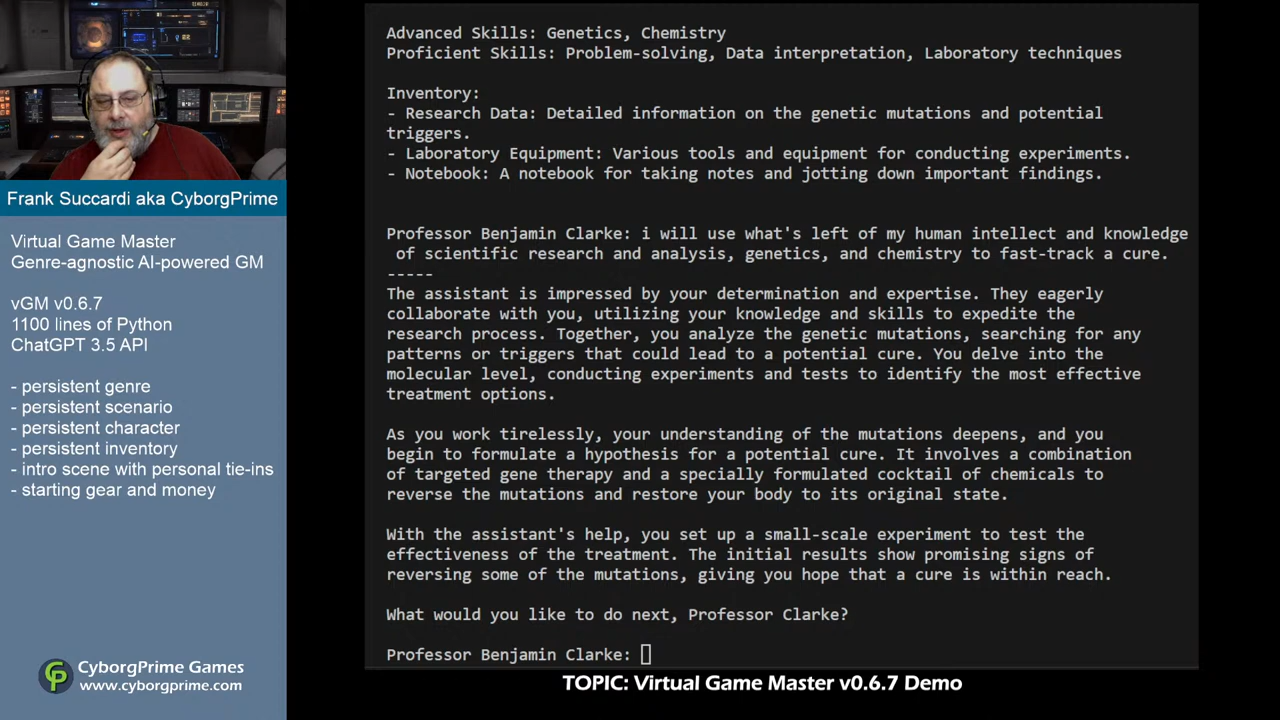 Advanced Skills: Genetics, Chemistry
Proficient Skills: Problem-solving, Data interpretation, Laboratory techniques
Inventory:
- Research Data: Detailed information on the genetic mutations and potential
triggers.
- Laboratory Equipment: Various tools and equipment for conducting experiments.
- Notebook: A notebook for taking notes and jotting down important findings.
Professor Benjamin Clarke: i will use what's left of my human intellect and knowledge
of scientific research and analysis, genetics, and chemistry to fast-track a cure.
-----
The assistant is impressed by your determination and expertise. They eagerly
collaborate with you, utilizing your knowledge and skills to expedite the
research process. Together, you analyze the genetic mutations, searching for any
patterns or triggers that could lead to a potential cure. You delve into the
molecular level, conducting experiments and tests to identify the most effective
treatment options.
As you work tirelessly, your understanding of the mutations deepens, and you
begin to formulate a hypothesis for a potential cure. It involves a combination
of targeted gene therapy and a specially formulated cocktail of chemicals to
reverse the mutations and restore your body to its original state.
With the assistant's help, you set up a small-scale experiment to test the
effectiveness of the treatment. The initial results show promising signs of
reversing some of the mutations, giving you hope that a cure is within reach.
What would you like to do next, Professor Clarke?
Professor Benjamin Clarke:
Frank Succardi aka CyborgPrime
Virtual Game Master
Genre-agnostic AI-powered GM
vGM v0.6.7
1100 lines of Python
ChatGPT 3.5 API
- persistent genre
- persistent scenario
- persistent character
- persistent inventory
- intro scene with personal tie-ins
- starting gear and money
CP
CyborgPrime Games
www.cyborgprime.com
TOPIC: Virtual Game Master v0.6.7 Demo